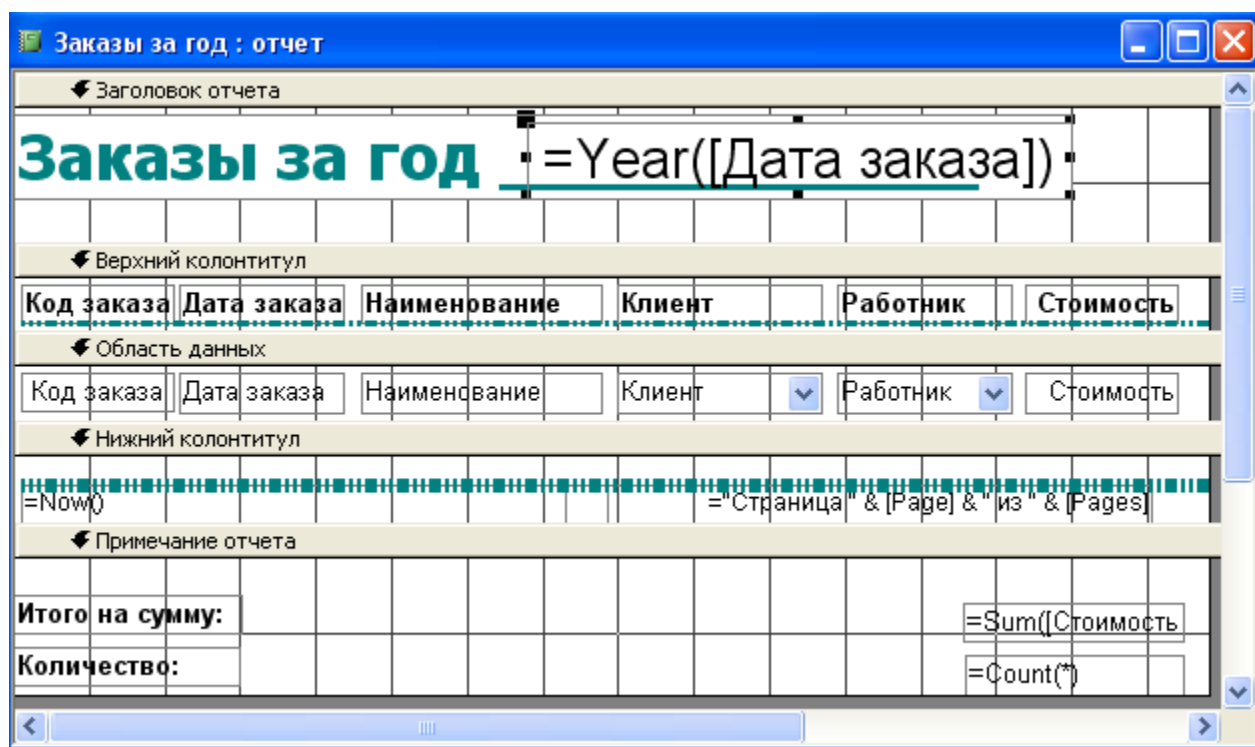 Заказы за год : отчет
Заголовок отчета
Заказы за год =Year([Дата заказа])
Верхний колонтитул
Код заказа Дата заказа Наименование Клиент Работник Стоимость
Область данных
Код заказа Дата заказа Наименование Клиент Работник Стоимость
Нижний колонтитул
=Now() ="Страница " & [Page] & " из " & [Pages]
Примечание отчета
Итого на сумму: =Sum([Стоимость
Количество: =Count(*)